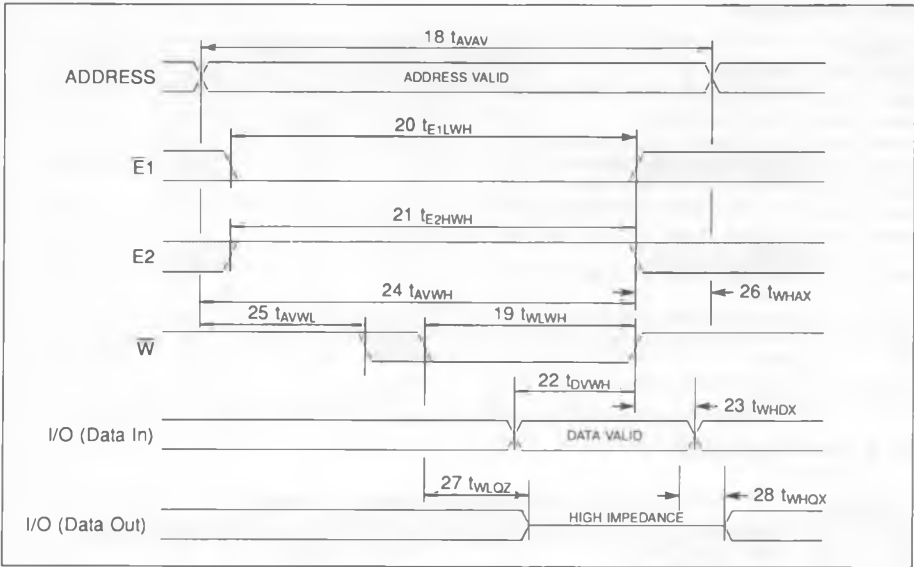 18 tAVAV
ADDRESS
ADDRESS VALID
20 tE1LWH
E1
21 tE2HWH
E2
24 tAVWH
26 tWHAX
25 tAVWL
19 tWLWH
W
22 tDVWH
23 tWHDX
I/O (Data In)
DATA VALID
27 tWLQZ
28 tWHQX
I/O (Data Out)
HIGH IMPEDANCE